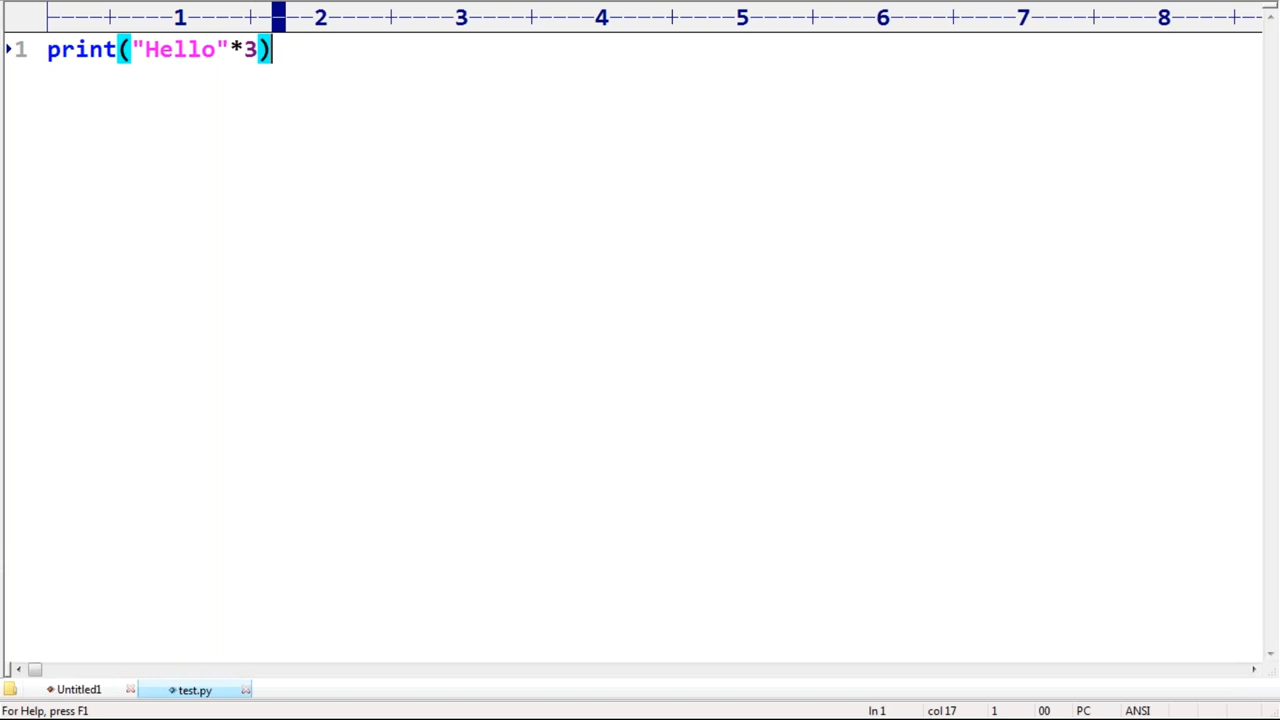 1 2 3 4 5 6 7 8
1 print("Hello"*3)
Untitled1 test.py
For Help, press F1 ln 1 col 17 1 00 PC ANSI